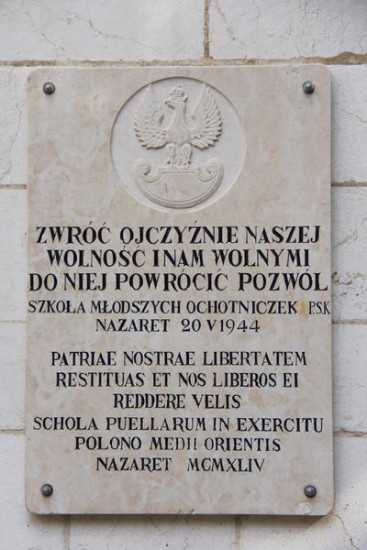 ZWRÓĆ OJCZYŹNIE NASZEJ
WOLNOŚĆ I NAM WOLNYMI
DO NIEJ POWRÓCIĆ POZWÓL
SZKOŁA MŁODSZYCH OCHOTNICZEK P.S.K
NAZARET 20 V 1944
PATRIAE NOSTRAE LIBERTATEM
RESTITUAS ET NOS LIBEROS EI
REDDERE VELIS
SCHOLA PUELLARUM IN EXERCITU
POLONO MEDII ORIENTIS
NAZARET MCMXLIV